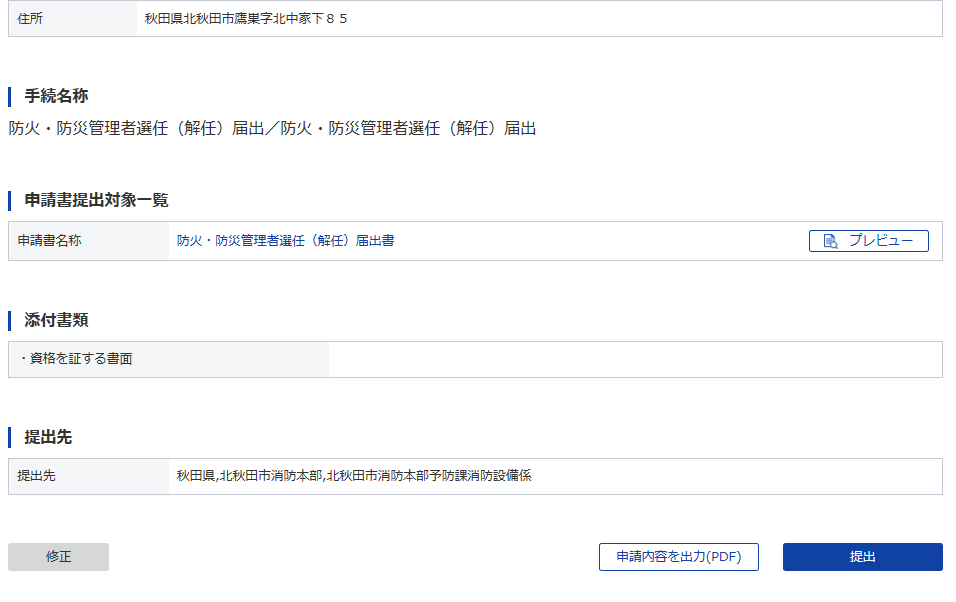 住所 秋田県北秋田市鷹巣字北中家下８５
手続名称
防火・防災管理者選任（解任）届出／防火・防災管理者選任（解任）届出
申請書提出対象一覧
申請書名称 防火・防災管理者選任（解任）届出書 プレビュー
添付書類
・資格を証する書面
提出先
提出先 秋田県,北秋田市消防本部,北秋田市消防本部予防課消防設備係
修正 申請内容を出力(PDF) 提出